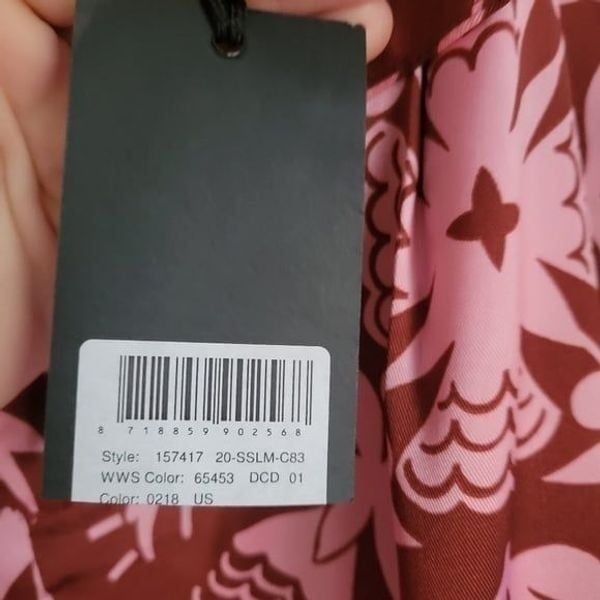 8 718859 902568
Style: 157417 20-SSLM-C83
WWS Color: 65453 DCD 01
Color: 0218 US